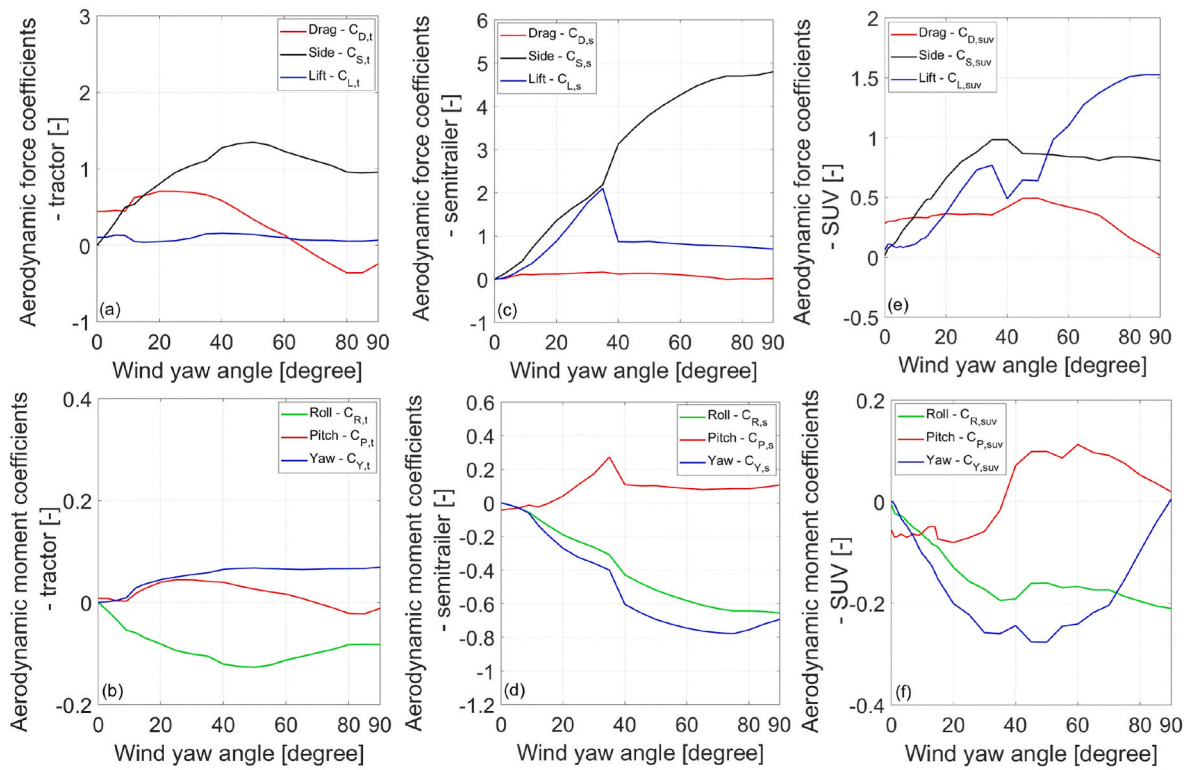 Aerodynamic force coefficients
- tractor [-]
3
2
1
0
-1
Drag - C_D,t
Side - C_S,t
Lift - C_L,t
(a)
0 20 40 60 80 90
Wind yaw angle [degree]
Aerodynamic force coefficients
- semitrailer [-]
6
5
4
3
2
1
0
-1
Drag - C_D,s
Side - C_S,s
Lift - C_L,s
(c)
0 20 40 60 80 90
Wind yaw angle [degree]
Aerodynamic force coefficients
- SUV [-]
2
1.5
1
0.5
0
-0.5
Drag - C_D,suv
Side - C_S,suv
Lift - C_L,suv
(e)
0 20 40 60 80 90
Wind yaw angle [degree]
Aerodynamic moment coefficients
- tractor [-]
0.4
0.2
0
-0.2
Roll - C_R,t
Pitch - C_P,t
Yaw - C_Y,t
(b)
0 20 40 60 80 90
Wind yaw angle [degree]
Aerodynamic moment coefficients
- semitrailer [-]
0.6
0.4
0.2
0
-0.2
-0.4
-0.6
-0.8
-1
-1.2
Roll - C_R,s
Pitch - C_P,s
Yaw - C_Y,s
(d)
0 20 40 60 80 90
Wind yaw angle [degree]
Aerodynamic moment coefficients
- SUV [-]
0.2
0
-0.2
-0.4
Roll - C_R,suv
Pitch - C_P,suv
Yaw - C_Y,suv
(f)
0 20 40 60 80 90
Wind yaw angle [degree]